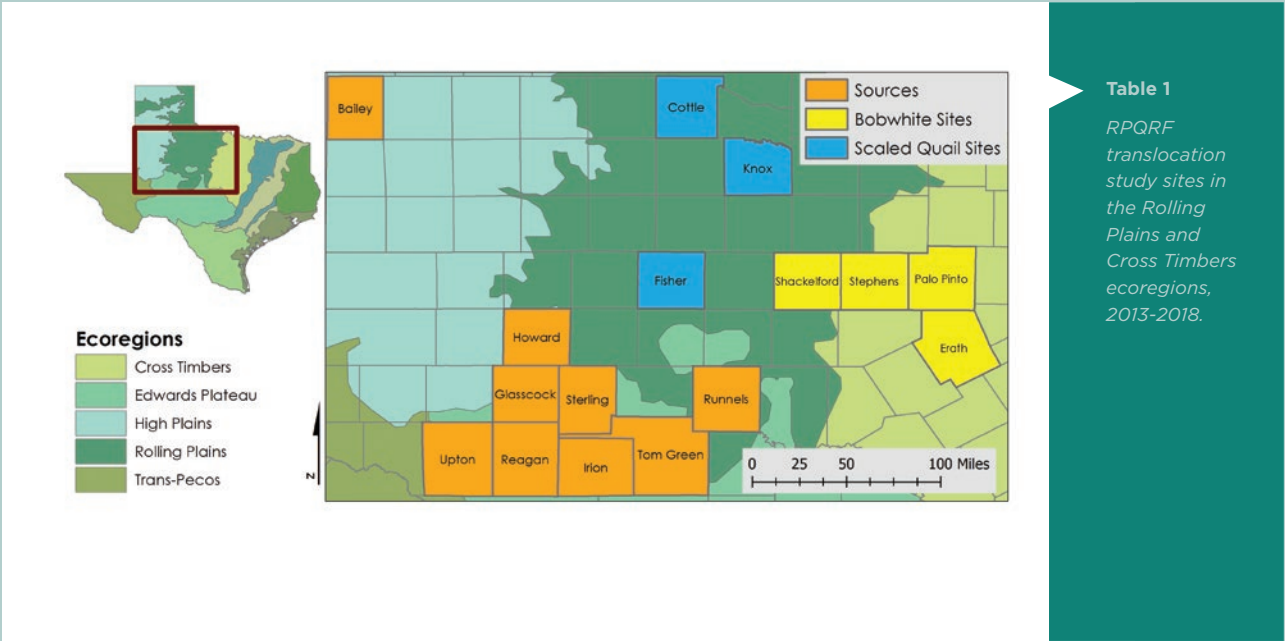 Ecoregions
Cross Timbers
Edwards Plateau
High Plains
Rolling Plains
Trans-Pecos
N
Bailey
Cottle
Knox
Fisher
Shackelford
Stephens
Palo Pinto
Erath
Howard
Glasscock
Sterling
Runnels
Upton
Reagan
Irion
Tom Green
Sources
Bobwhite Sites
Scaled Quail Sites
0 25 50 100 Miles
Table 1
RPQRF
translocation
study sites in
the Rolling
Plains and
Cross Timbers
ecoregions,
2013-2018.